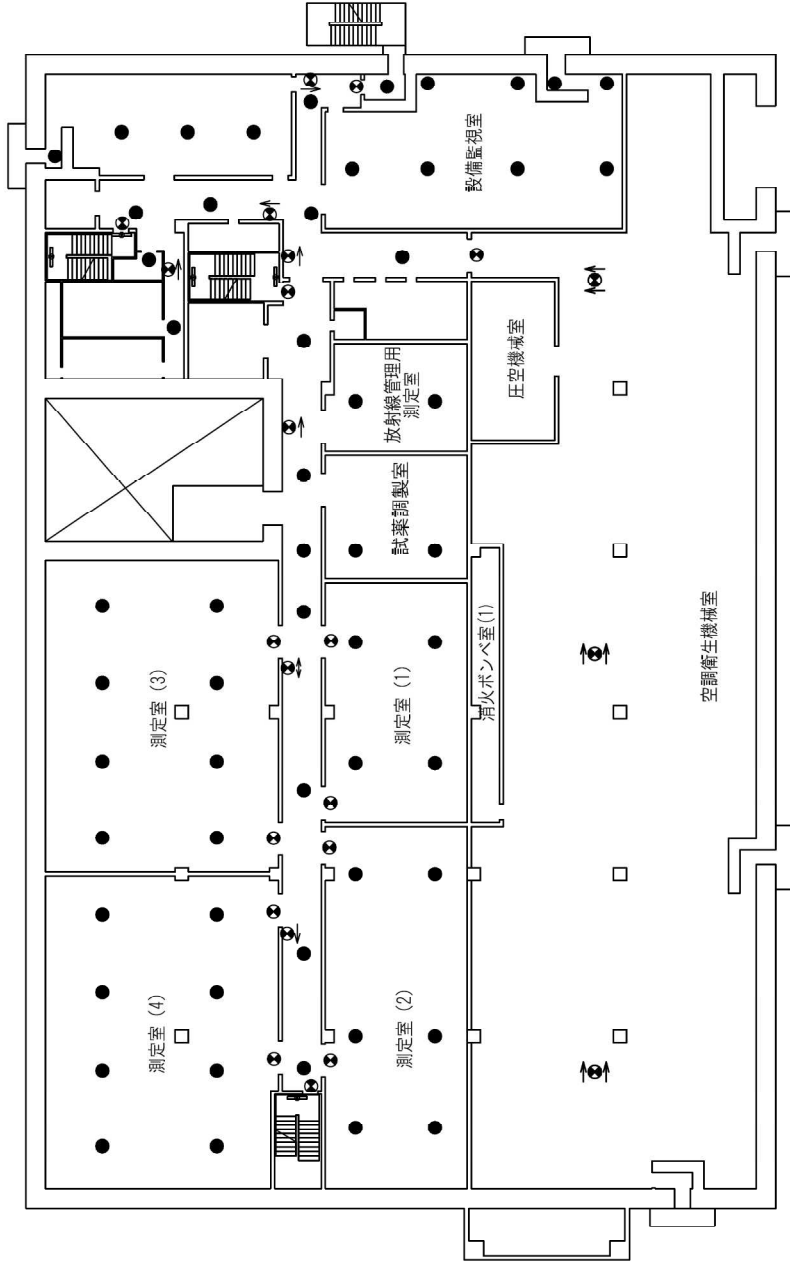 測定室 (4)
測定室 (3)
測定室 (2)
測定室 (1)
試薬調製室
放射線管理用
測定室
設備監視室
消火ボンベ室(1)
圧空機械室
空調衛生機械室